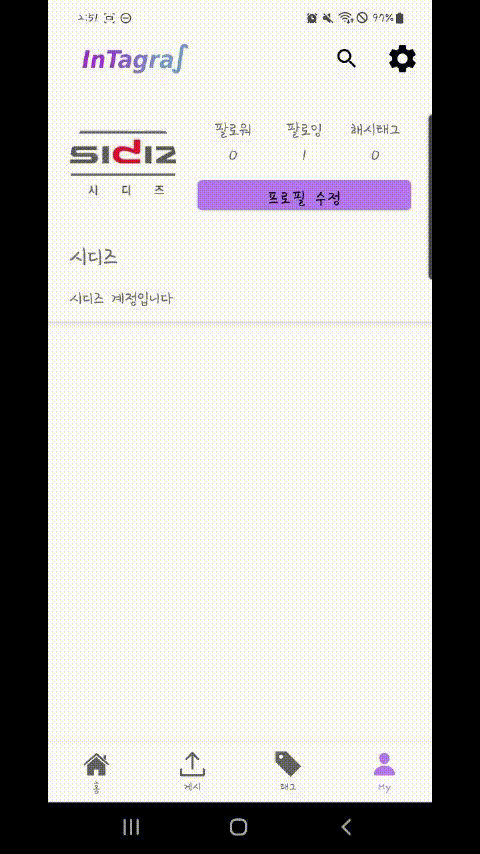 1:51 97%
InTagra∫
팔로워 팔로잉 해시태그
0 1 0
SIDIZ
시 디 즈
프로필 수정
시디즈
시디즈 계정입니다
홈 게시 태그 My